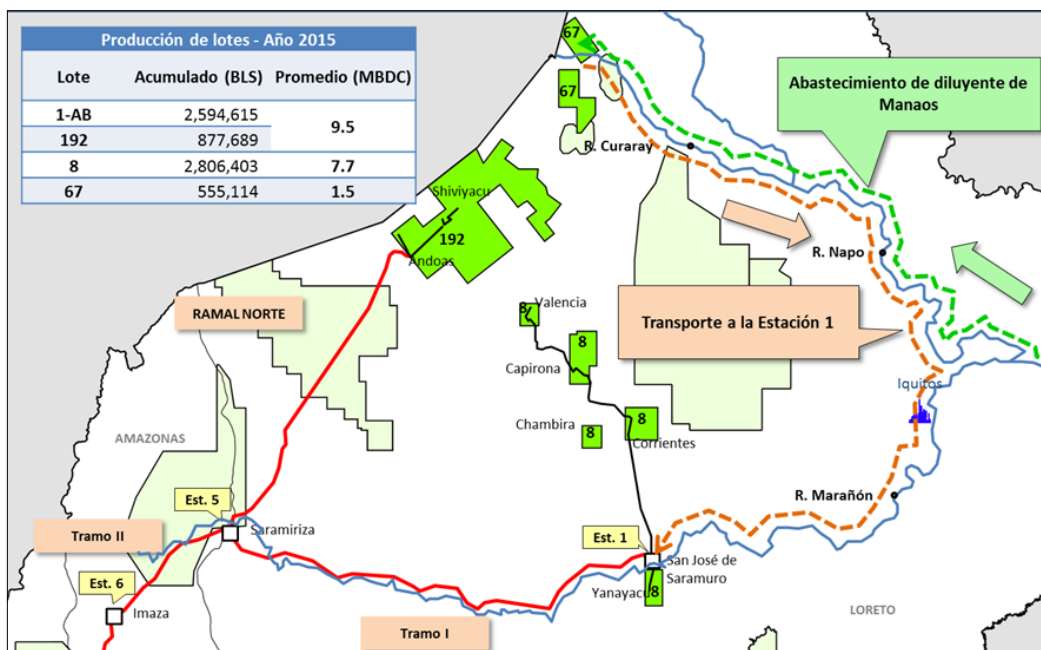 Producción de lotes - Año 2015
Lote Acumulado (BLS) Promedio (MBDC)
1-AB 2,594,615 9.5
192 877,689
8 2,806,403 7.7
67 555,114 1.5
67
67
Abastecimiento de diluyente de
Manaos
R. Curaray
Shiviyacu
192
Andoas
R. Napo
RAMAL NORTE
8
Valencia
Transporte a la Estación 1
8
Capirona
Iquitos
Chambira
8
8
Corrientes
AMAZONAS
R. Marañón
Est. 5
Saramiriza
Tramo II
Est. 1
San José de
Saramuro
Est. 6
Yanayacu
8
Imaza
LORETO
Tramo I